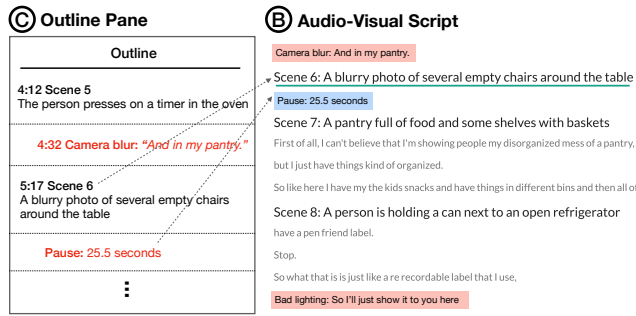 C Outline Pane
Outline
4:12 Scene 5
The person presses on a timer in the oven
4:32 Camera blur: “And in my pantry.”
5:17 Scene 6
A blurry photo of several empty chairs
around the table
Pause: 25.5 seconds
B Audio-Visual Script
Camera blur: And in my pantry.
Scene 6: A blurry photo of several empty chairs around the table
Pause: 25.5 seconds
Scene 7: A pantry full of food and some shelves with baskets
First of all, I can't believe that I'm showing people my disorganized mess of a pantry,
but I just have things kind of organized.
So like here I have my the kids snacks and have things in different bins and then all of
Scene 8: A person is holding a can next to an open refrigerator
have a pen friend label.
Stop.
So what that is is just like a re recordable label that I use,
Bad lighting: So I'll just show it to you here